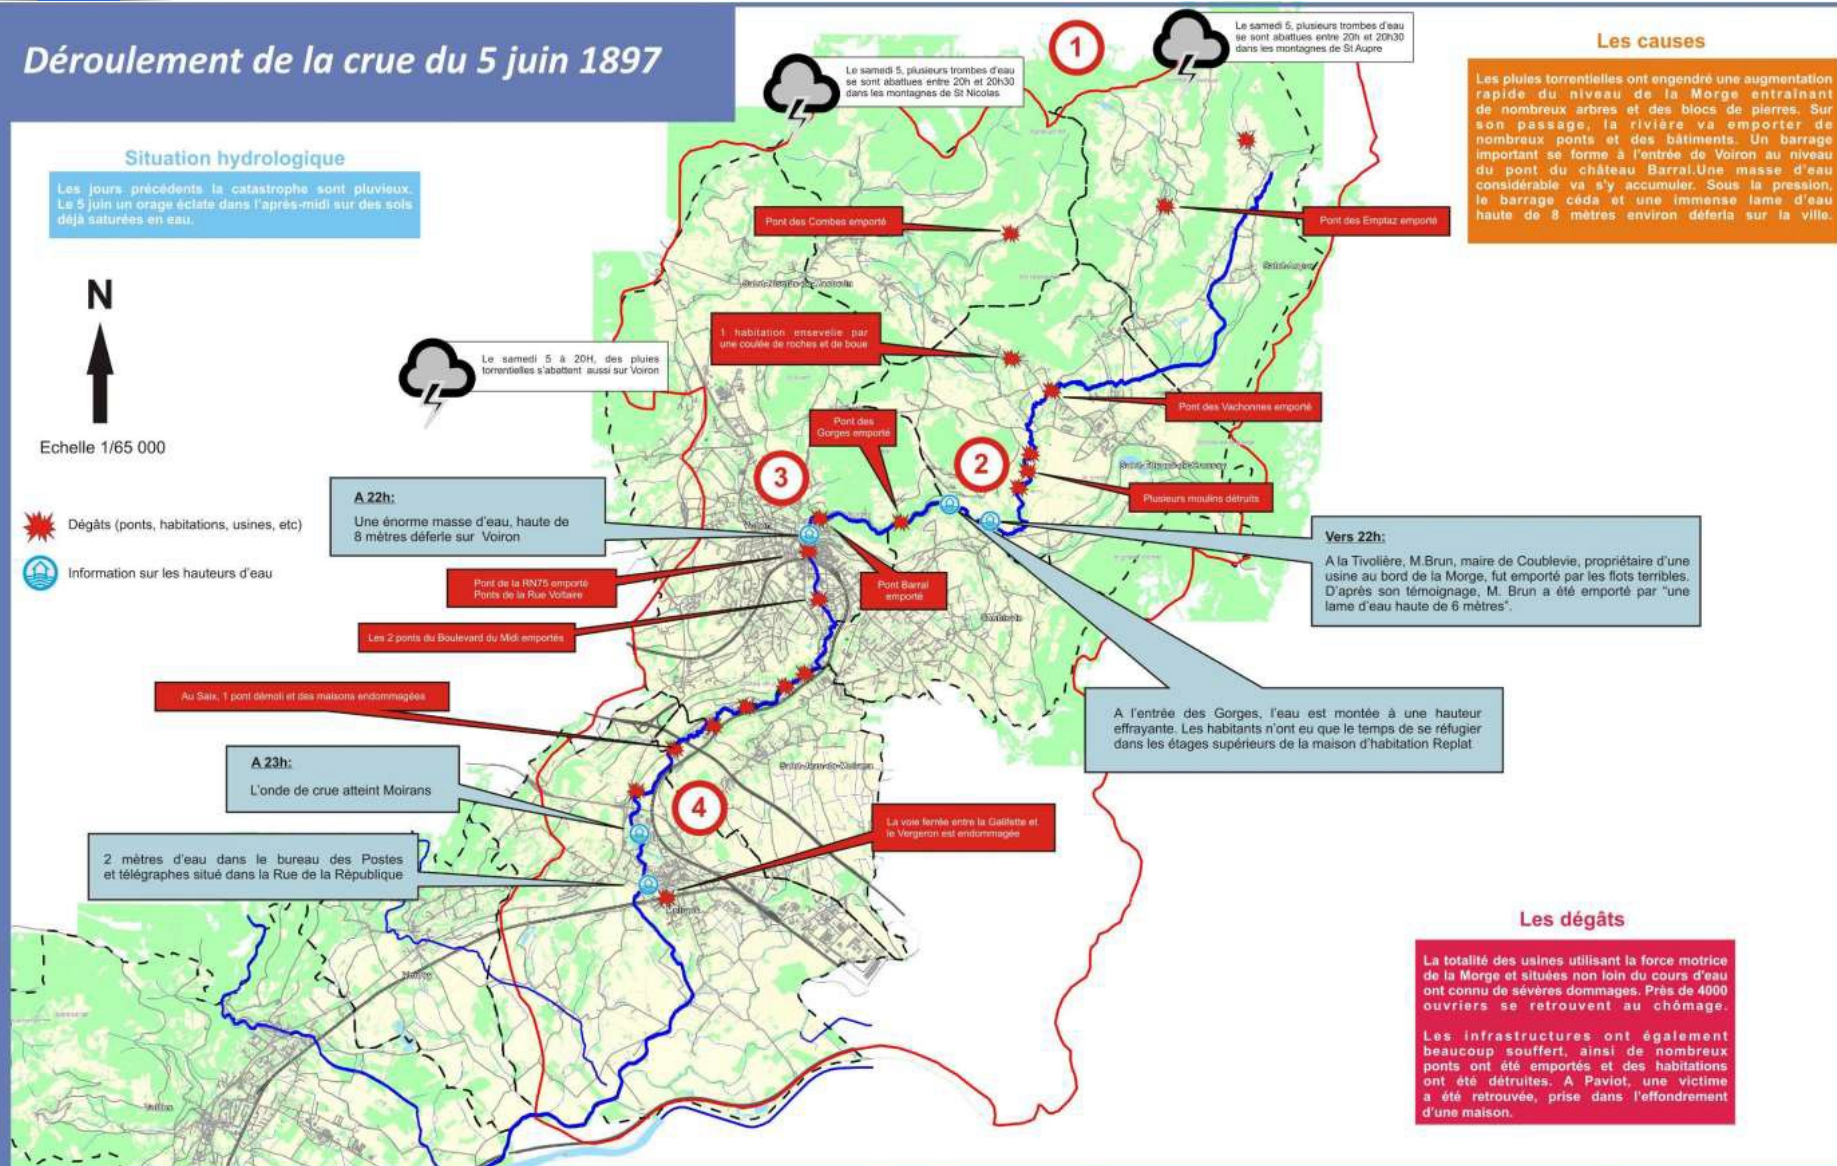 Déroulement de la crue du 5 juin 1897
Situation hydrologique
Les jours précédents la catastrophe sont pluvieux.
Le 5 juin un orage éclate dans l'après-midi sur des sols
déjà saturées en eau.
N
Echelle 1/65 000
Dégâts (ponts, habitations, usines, etc)
Information sur les hauteurs d'eau
1
Le samedi 5, plusieurs trombes d'eau
se sont abattues entre 20h et 20h30
dans les montagnes de St Nicolas
Le samedi 5, plusieurs trombes d'eau
se sont abattues entre 20h et 20h30
dans les montagnes de St Aupre
Le samedi 5 à 20H, des pluies
torrentielles s'abattent aussi sur Voiron
Les causes
Les pluies torrentielles ont engendré une augmentation
rapide du niveau de la Morge entraînant
de nombreux arbres et des blocs de pierres. Sur
son passage, la rivière va emporter de
nombreux ponts et des bâtiments. Un barrage
important se forme à l'entrée de Voiron au niveau
du pont du château Barral.Une masse d'eau
considérable va s'y accumuler. Sous la pression,
le barrage céda et une immense lame d'eau
haute de 8 mètres environ déferla sur la ville.
Pont des Combes emporté
Pont des Emptaz emporté
1 habitation ensevelie par
une coulée de roches et de boue
Pont des Vachonnes emporté
Pont des
Gorges emporté
2
3
Plusieurs moulins détruits
A 22h:
Une énorme masse d'eau, haute de
8 mètres déferle sur Voiron
Vers 22h:
A la Tivolière, M.Brun, maire de Coublevie, propriétaire d'une
usine au bord de la Morge, fut emporté par les flots terribles.
D'après son témoignage, M. Brun a été emporté par "une
lame d'eau haute de 6 mètres".
Pont de la RN75 emporté
Ponts de la Rue Voltaire
Pont Barral
emporté
Les 2 ponts du Boulevard du Midi emportés
Au Saix, 1 pont démoli et des maisons endommagées
A l'entrée des Gorges, l'eau est montée à une hauteur
effrayante. Les habitants n'ont eu que le temps de se réfugier
dans les étages supérieurs de la maison d'habitation Replat
A 23h:
L'onde de crue atteint Moirans
4
La voie ferrée entre la Galifette et
le Vergeron est endommagée
2 mètres d'eau dans le bureau des Postes
et télégraphes situé dans la Rue de la République
Les dégâts
La totalité des usines utilisant la force motrice
de la Morge et situées non loin du cours d'eau
ont connu de sévères dommages. Près de 4000
ouvriers se retrouvent au chômage.
Les infrastructures ont également
beaucoup souffert, ainsi de nombreux
ponts ont été emportés et des habitations
ont été détruites. A Paviot, une victime
a été retrouvée, prise dans l'effondrement
d'une maison.